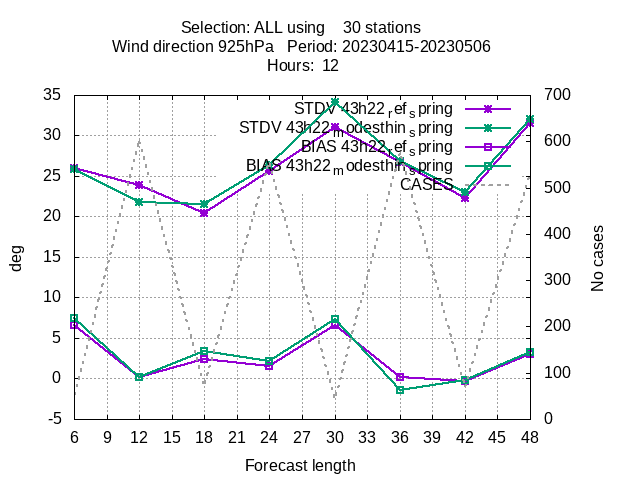 Selection: ALL using    30 stations
Wind direction 925hPa   Period: 20230415-20230506
Hours:  12
STDV 43h22_ref_spring
STDV 43h22_modesthin_spring
BIAS 43h22_ref_spring
BIAS 43h22_modesthin_spring
CASES
35
30
25
20
15
10
5
0
-5
deg
700
600
500
400
300
200
100
0
No cases
6 9 12 15 18 21 24 27 30 33 36 39 42 45 48
Forecast length